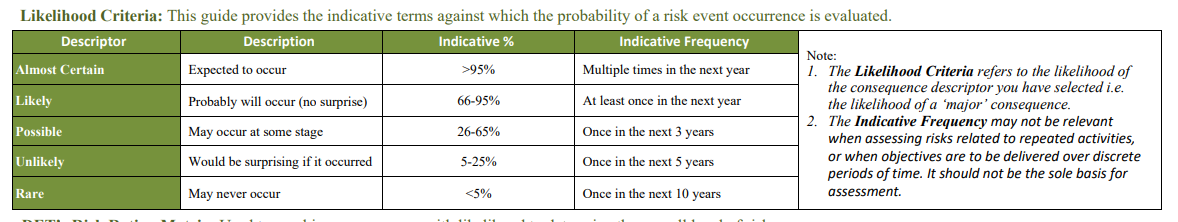 Likelihood Criteria: This guide provides the indicative terms against which the probability of a risk event occurrence is evaluated.
Descriptor Description Indicative % Indicative Frequency
Almost Certain Expected to occur >95% Multiple times in the next year
Likely Probably will occur (no surprise) 66-95% At least once in the next year
Possible May occur at some stage 26-65% Once in the next 3 years
Unlikely Would be surprising if it occurred 5-25% Once in the next 5 years
Rare May never occur <5% Once in the next 10 years
Note:
1. The Likelihood Criteria refers to the likelihood of
the consequence descriptor you have selected i.e.
the likelihood of a ‘major’ consequence.
2. The Indicative Frequency may not be relevant
when assessing risks related to repeated activities,
or when objectives are to be delivered over discrete
periods of time. It should not be the sole basis for
assessment.